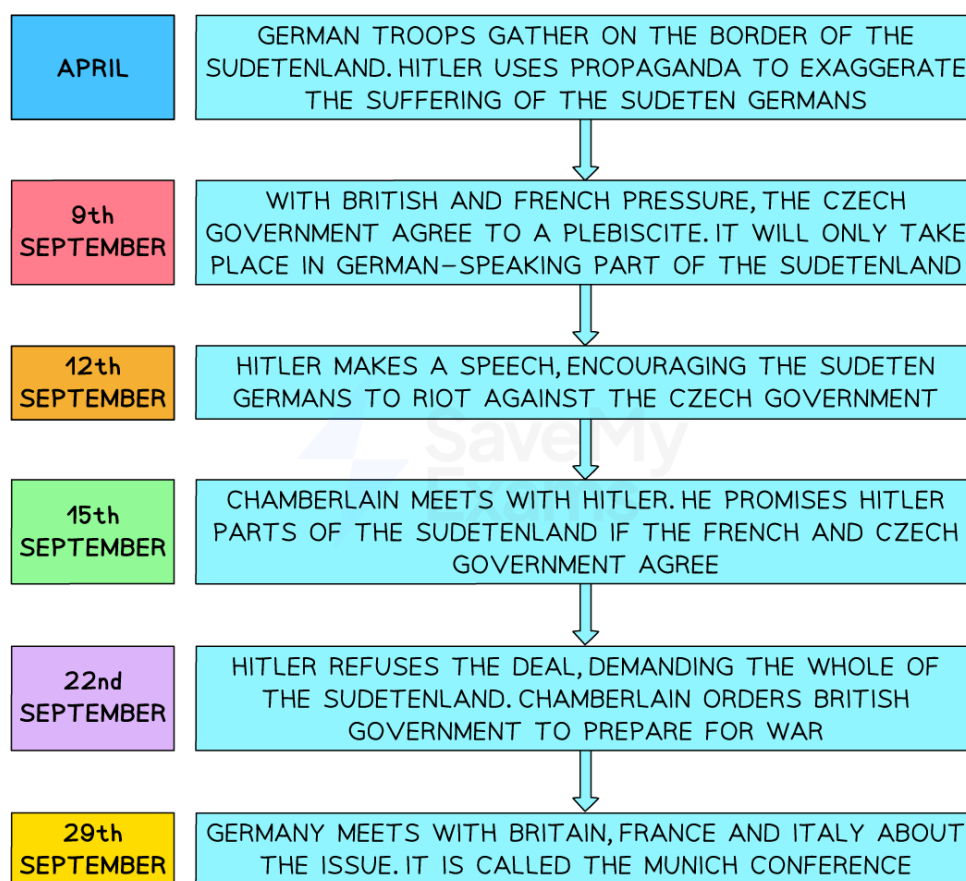 APRIL
GERMAN TROOPS GATHER ON THE BORDER OF THE
SUDETENLAND. HITLER USES PROPAGANDA TO EXAGGERATE
THE SUFFERING OF THE SUDETEN GERMANS
9th
SEPTEMBER
WITH BRITISH AND FRENCH PRESSURE, THE CZECH
GOVERNMENT AGREE TO A PLEBISCITE. IT WILL ONLY TAKE
PLACE IN GERMAN-SPEAKING PART OF THE SUDETENLAND
12th
SEPTEMBER
HITLER MAKES A SPEECH, ENCOURAGING THE SUDETEN
GERMANS TO RIOT AGAINST THE CZECH GOVERNMENT
SaveMy
Exams
15th
SEPTEMBER
CHAMBERLAIN MEETS WITH HITLER. HE PROMISES HITLER
PARTS OF THE SUDETENLAND IF THE FRENCH AND CZECH
GOVERNMENT AGREE
22nd
SEPTEMBER
HITLER REFUSES THE DEAL, DEMANDING THE WHOLE OF
THE SUDETENLAND. CHAMBERLAIN ORDERS BRITISH
GOVERNMENT TO PREPARE FOR WAR
29th
SEPTEMBER
GERMANY MEETS WITH BRITAIN, FRANCE AND ITALY ABOUT
THE ISSUE. IT IS CALLED THE MUNICH CONFERENCE